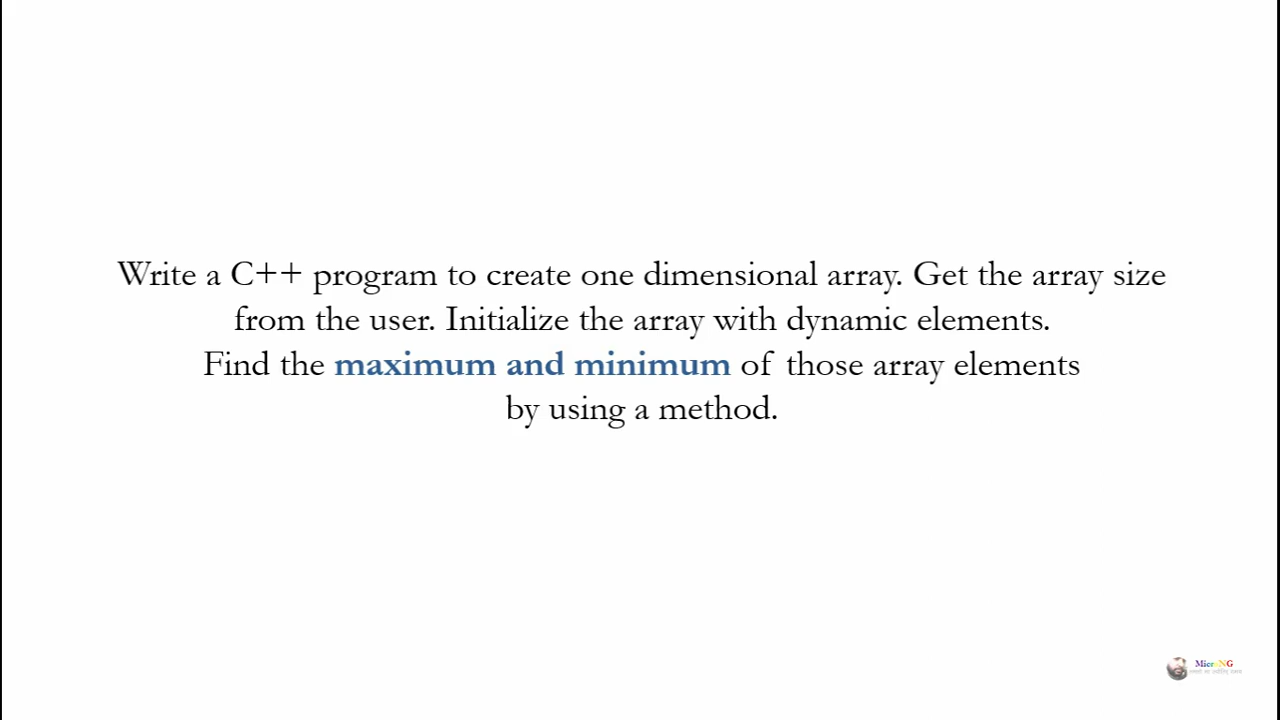 Write a C++ program to create one dimensional array. Get the array size
from the user. Initialize the array with dynamic elements.
Find the maximum and minimum of those array elements
by using a method.
MicroNG